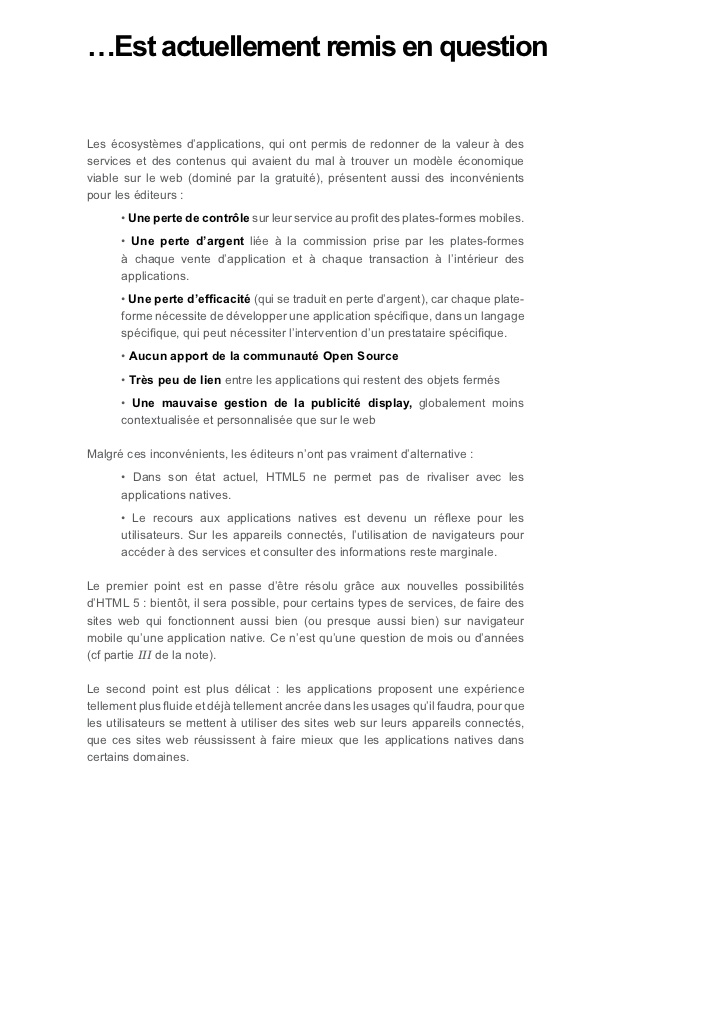 …Est actuellement remis en question
Les écosystèmes d’applications, qui ont permis de redonner de la valeur à des
services et des contenus qui avaient du mal à trouver un modèle économique
viable sur le web (dominé par la gratuité), présentent aussi des inconvénients
pour les éditeurs :
• Une perte de contrôle sur leur service au profit des plates-formes mobiles.
• Une perte d’argent liée à la commission prise par les plates-formes
à chaque vente d’application et à chaque transaction à l’intérieur des
applications.
• Une perte d’efficacité (qui se traduit en perte d’argent), car chaque plate-
forme nécessite de développer une application spécifique, dans un langage
spécifique, qui peut nécessiter l’intervention d’un prestataire spécifique.
• Aucun apport de la communauté Open Source
• Très peu de lien entre les applications qui restent des objets fermés
• Une mauvaise gestion de la publicité display, globalement moins
contextualisée et personnalisée que sur le web
Malgré ces inconvénients, les éditeurs n’ont pas vraiment d’alternative :
• Dans son état actuel, HTML5 ne permet pas de rivaliser avec les
applications natives.
• Le recours aux applications natives est devenu un réflexe pour les
utilisateurs. Sur les appareils connectés, l’utilisation de navigateurs pour
accéder à des services et consulter des informations reste marginale.
Le premier point est en passe d’être résolu grâce aux nouvelles possibilités
d’HTML 5 : bientôt, il sera possible, pour certains types de services, de faire des
sites web qui fonctionnent aussi bien (ou presque aussi bien) sur navigateur
mobile qu’une application native. Ce n’est qu’une question de mois ou d’années
(cf partie III de la note).
Le second point est plus délicat : les applications proposent une expérience
tellement plus fluide et déjà tellement ancrée dans les usages qu’il faudra, pour que
les utilisateurs se mettent à utiliser des sites web sur leurs appareils connectés,
que ces sites web réussissent à faire mieux que les applications natives dans
certains domaines.